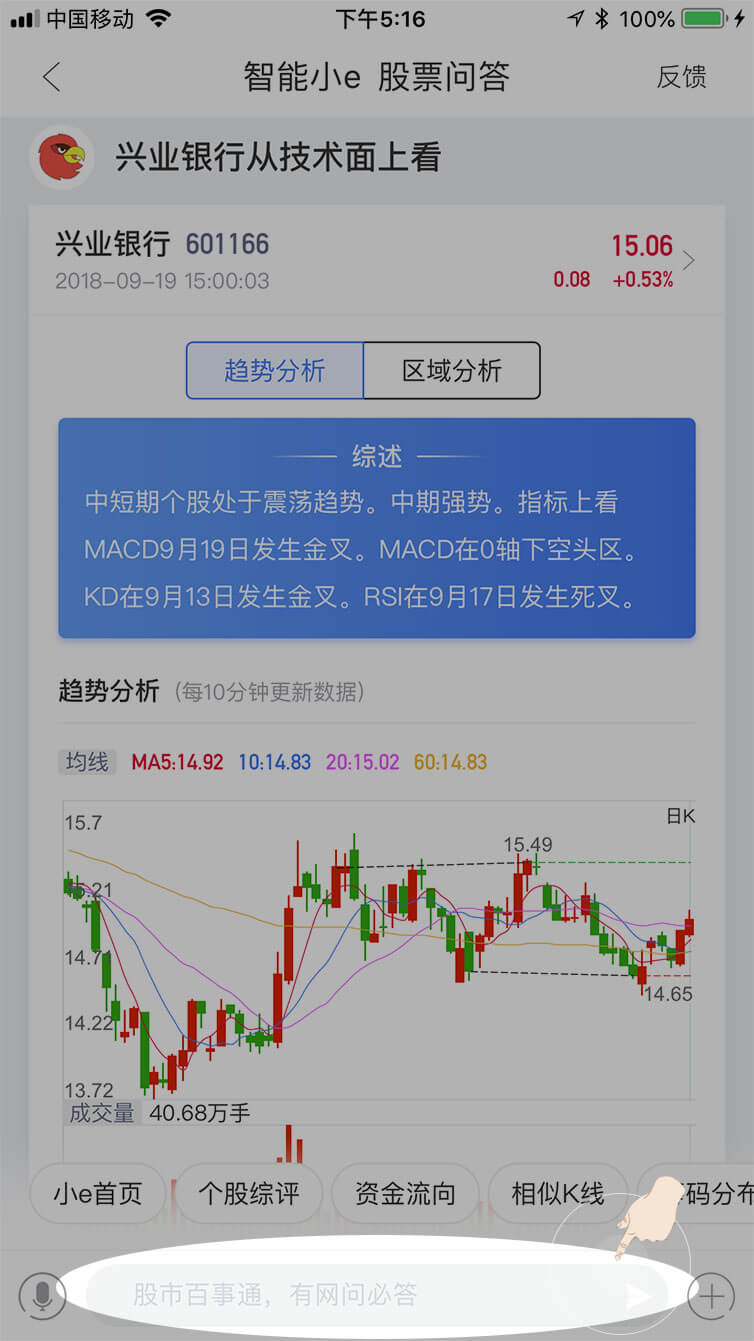 中国移动 下午5:16 100%
智能小e 股票问答 反馈
兴业银行从技术面上看
兴业银行 601166 15.06
2018-09-19 15:00:03 0.08 +0.53%
趋势分析 区域分析
综述
中短期个股处于震荡趋势。中期强势。指标上看
MACD9月19日发生金叉。MACD在0轴下空头区。
KD在9月13日发生金叉。RSI在9月17日发生死叉。
趋势分析 (每10分钟更新数据)
均线 MA5:14.92 10:14.83 20:15.02 60:14.83
15.7 日K
15.49
15.21
14.71
14.65
14.22
13.72
成交量 40.68万手
小e首页 个股综评 资金流向 相似K线 码分布
股市百事通，有网问必答